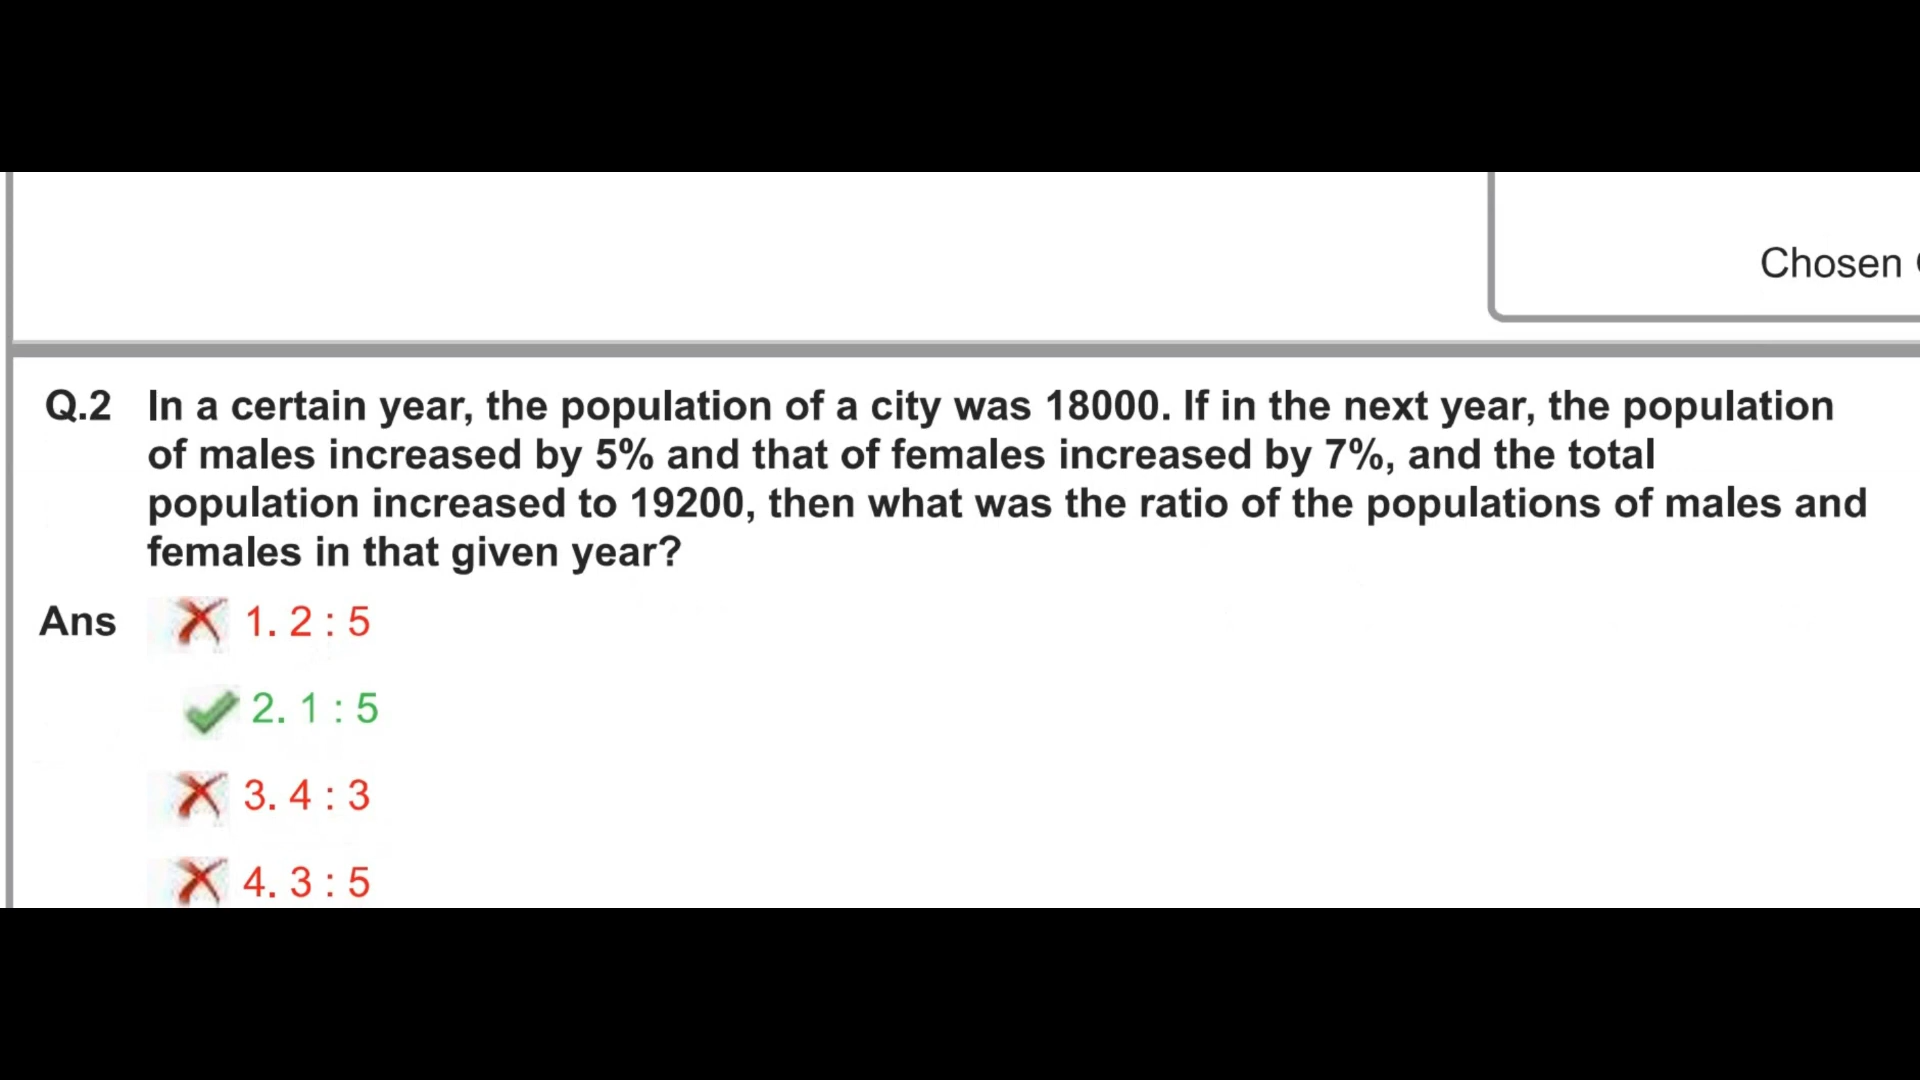 Chosen
Q.2 In a certain year, the population of a city was 18000. If in the next year, the population
of males increased by 5% and that of females increased by 7%, and the total
population increased to 19200, then what was the ratio of the populations of males and
females in that given year?
Ans 1. 2 : 5
2. 1 : 5
3. 4 : 3
4. 3 : 5